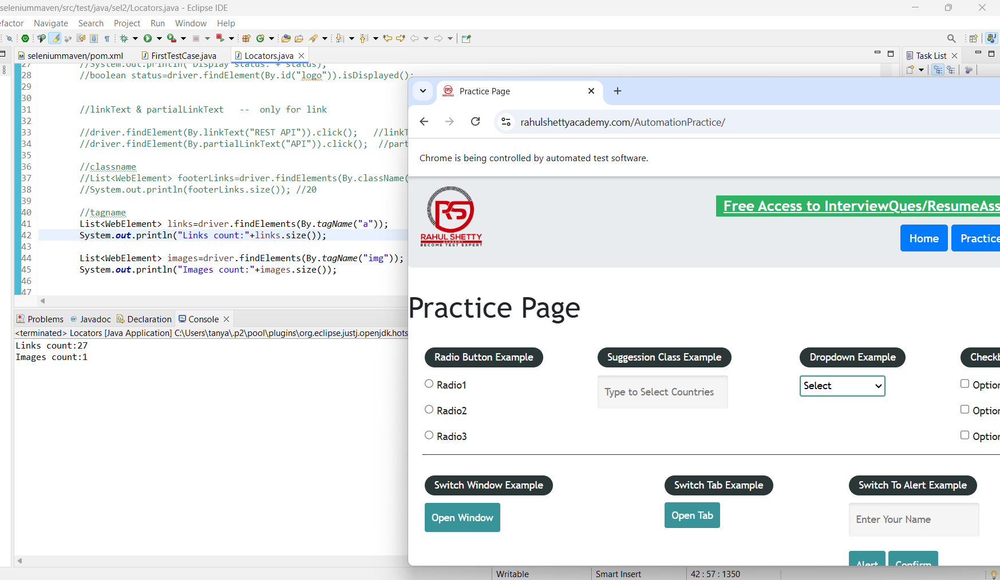 seleniummaven/src/test/java/sel2/Locators.java - Eclipse IDE
efactor Navigate Search Project Run Window Help
seleniummaven/pom.xml FirstTestCase.java Locators.java
Task List
27 //System.out.println("Display status:"+ status);
28 //boolean status=driver.findElement(By.id("logo")).isDisplayed();
29
30
31 //linkText & partialLinkText -- only for link
32
33 //driver.findElement(By.linkText("REST API")).click(); //linkT
34 //driver.findElement(By.partialLinkText("API")).click(); //part
35
36 //classname
37 //List<WebElement> footerLinks=driver.findElements(By.className(
38 //System.out.println(footerLinks.size()); //20
39
40 //tagname
41 List<WebElement> links=driver.findElements(By.tagName("a"));
42 System.out.println("Links count:"+links.size());
43
44 List<WebElement> images=driver.findElements(By.tagName("img"));
45 System.out.println("Images count:"+images.size());
46
47
Problems Javadoc Declaration Console
<terminated> Locators [Java Application] C:\Users\tanya\.p2\pool\plugins\org.eclipse.justj.openjdk.hots
Links count:27
Images count:1
Practice Page
rahulshettyacademy.com/AutomationPractice/
Chrome is being controlled by automated test software.
RS
RAHUL SHETTY
ACADEMY
BECOME TEST EXPERT
Free Access to InterviewQues/ResumeAss
Home Practice
Practice Page
Radio Button Example Suggession Class Example Dropdown Example Checkb
Radio1 Type to Select Countries Select Option
Radio2 Option
Radio3 Option
Switch Window Example Switch Tab Example Switch To Alert Example
Open Window Open Tab Enter Your Name
Alert Confirm
Writable Smart Insert 42 : 57 : 1350